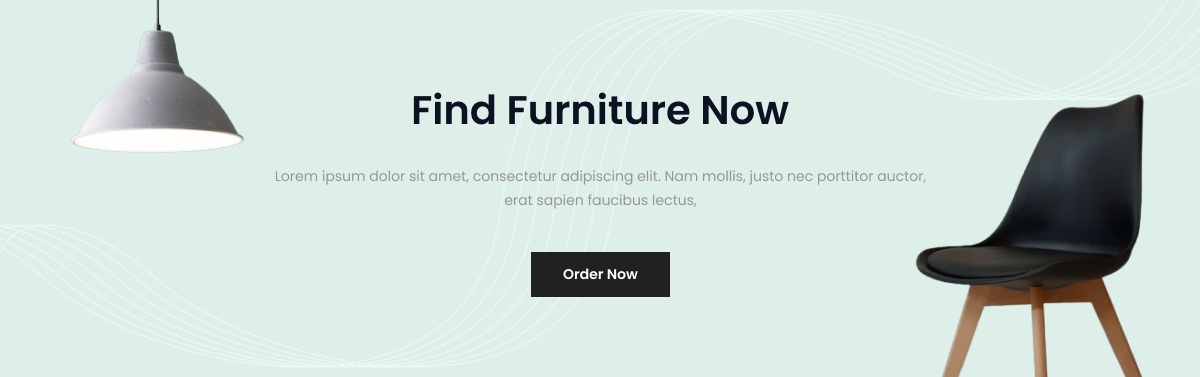 Find Furniture Now
Lorem ipsum dolor sit amet, consectetur adipiscing elit. Nam mollis, justo nec porttitor auctor,
erat sapien faucibus lectus,
Order Now